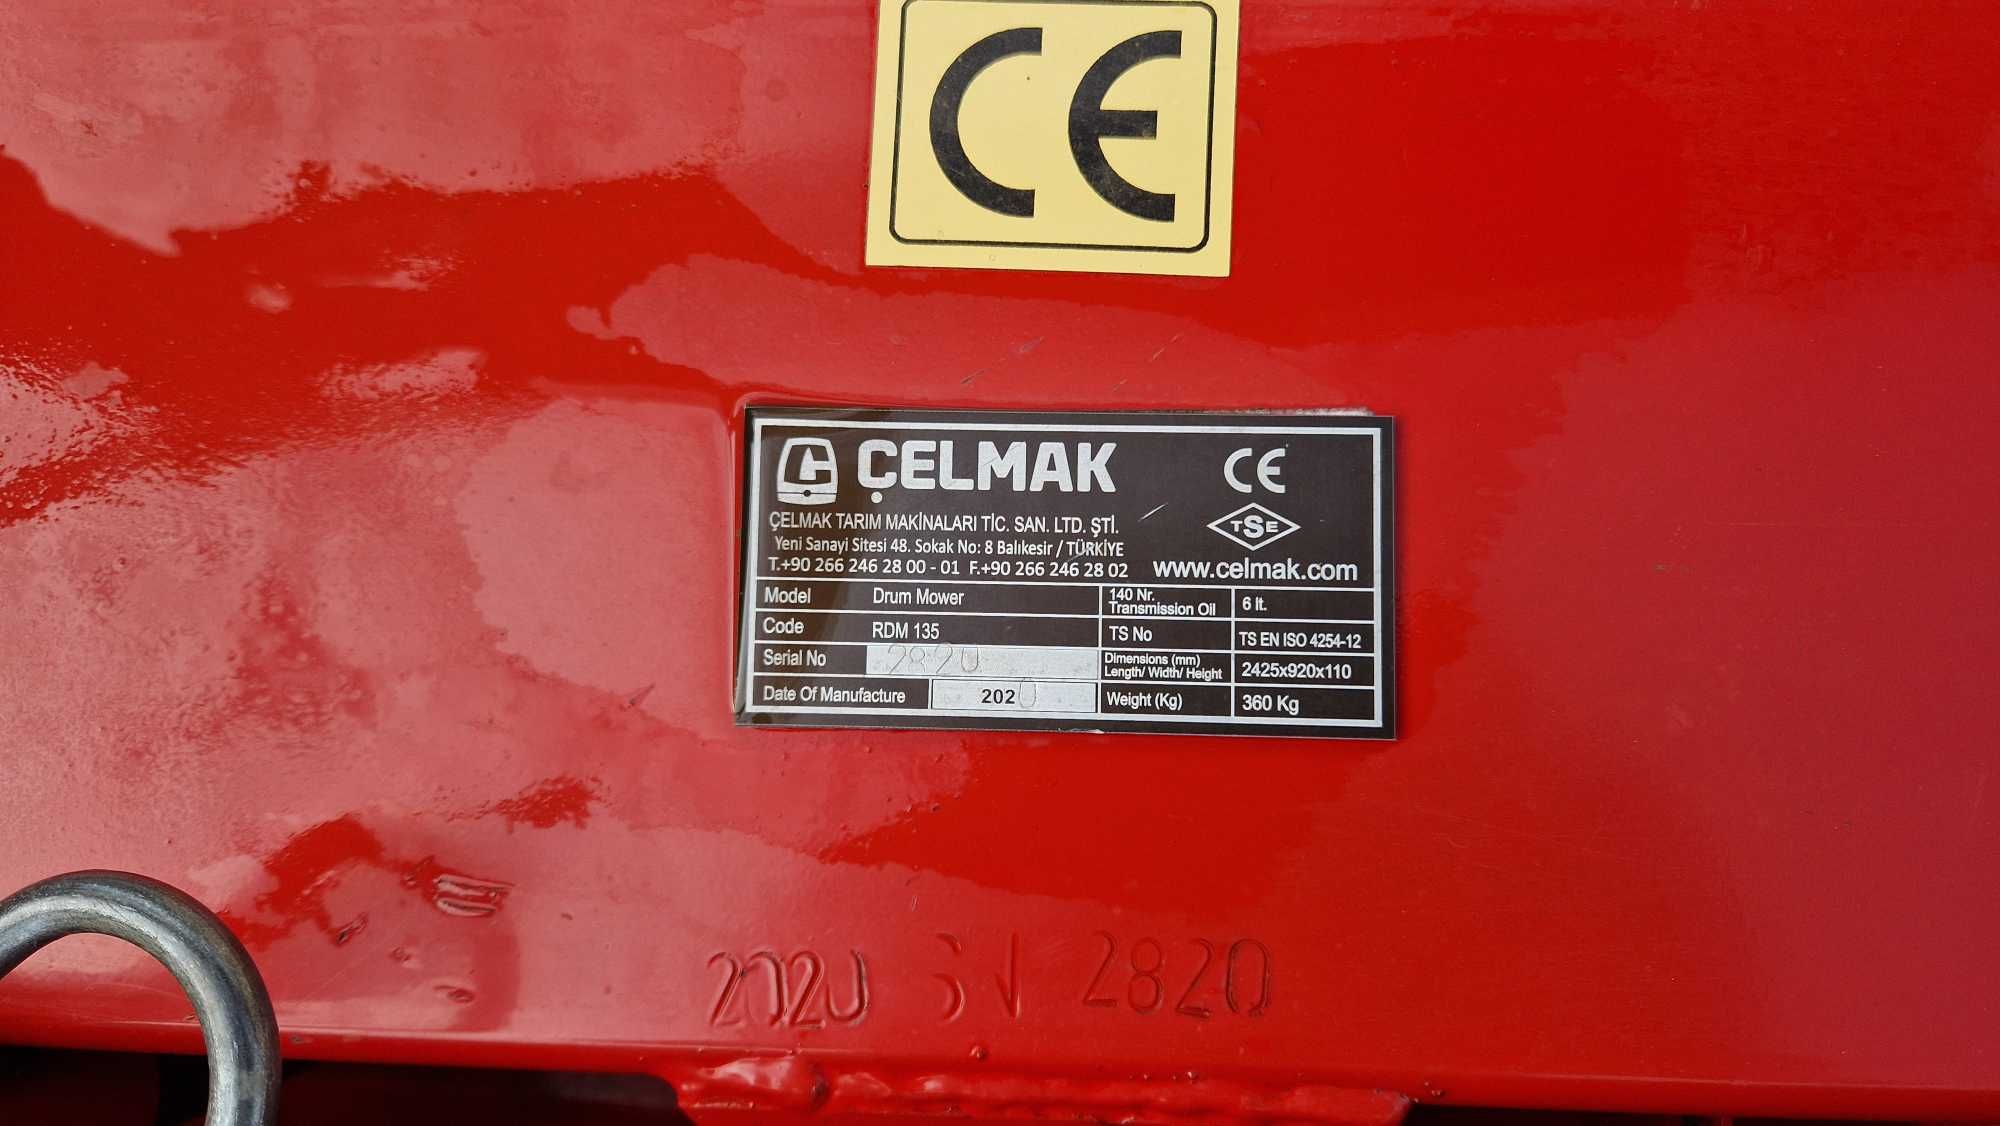 CE
ÇELMAK CE
ÇELMAK TARIM MAKİNALARI TİC. SAN. LTD. ŞTİ.
TSE
Yeni Sanayi Sitesi 48. Sokak No: 8 Balıkesir / TÜRKİYE
T.+90 266 246 28 00 - 01 F.+90 266 246 28 02 www.celmak.com
Model Drum Mower 140 Nr. Transmission Oil 6 lt.
Code RDM 135 TS No TS EN ISO 4254-12
Serial No 2820 Dimensions (mm) Length/ Width/ Height 2425x920x110
Date Of Manufacture 2020 Weight (Kg) 360 Kg
2020 SN 2820